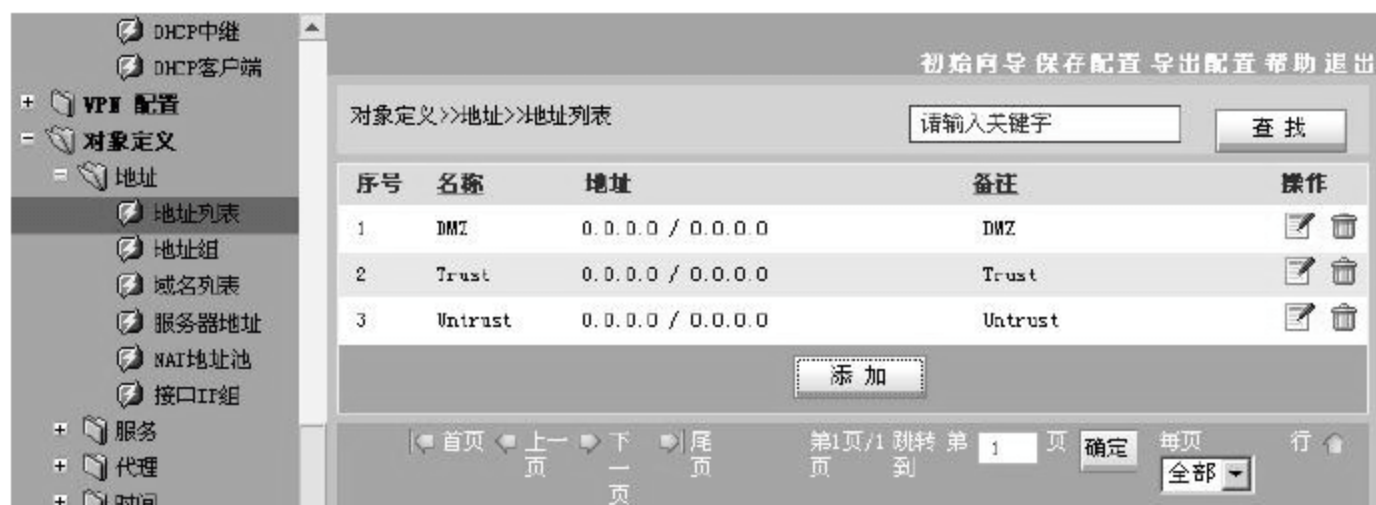 DHCP中继
DHCP客户端
VPN 配置
对象定义
地址
地址列表
地址组
域名列表
服务器地址
NAT地址池
接口IP组
服务
代理
时间
初始向导 保存配置 导出配置 帮助 退出
对象定义>>地址>>地址列表
请输入关键字
查 找
序号 名称 地址 备注 操作
1 DMZ 0.0.0.0 / 0.0.0.0 DMZ
2 Trust 0.0.0.0 / 0.0.0.0 Trust
3 Untrust 0.0.0.0 / 0.0.0.0 Untrust
添 加
首页 上一页 下一页 尾页 第1页/1页 跳转到 第 1 页 确定 每页 全部 行